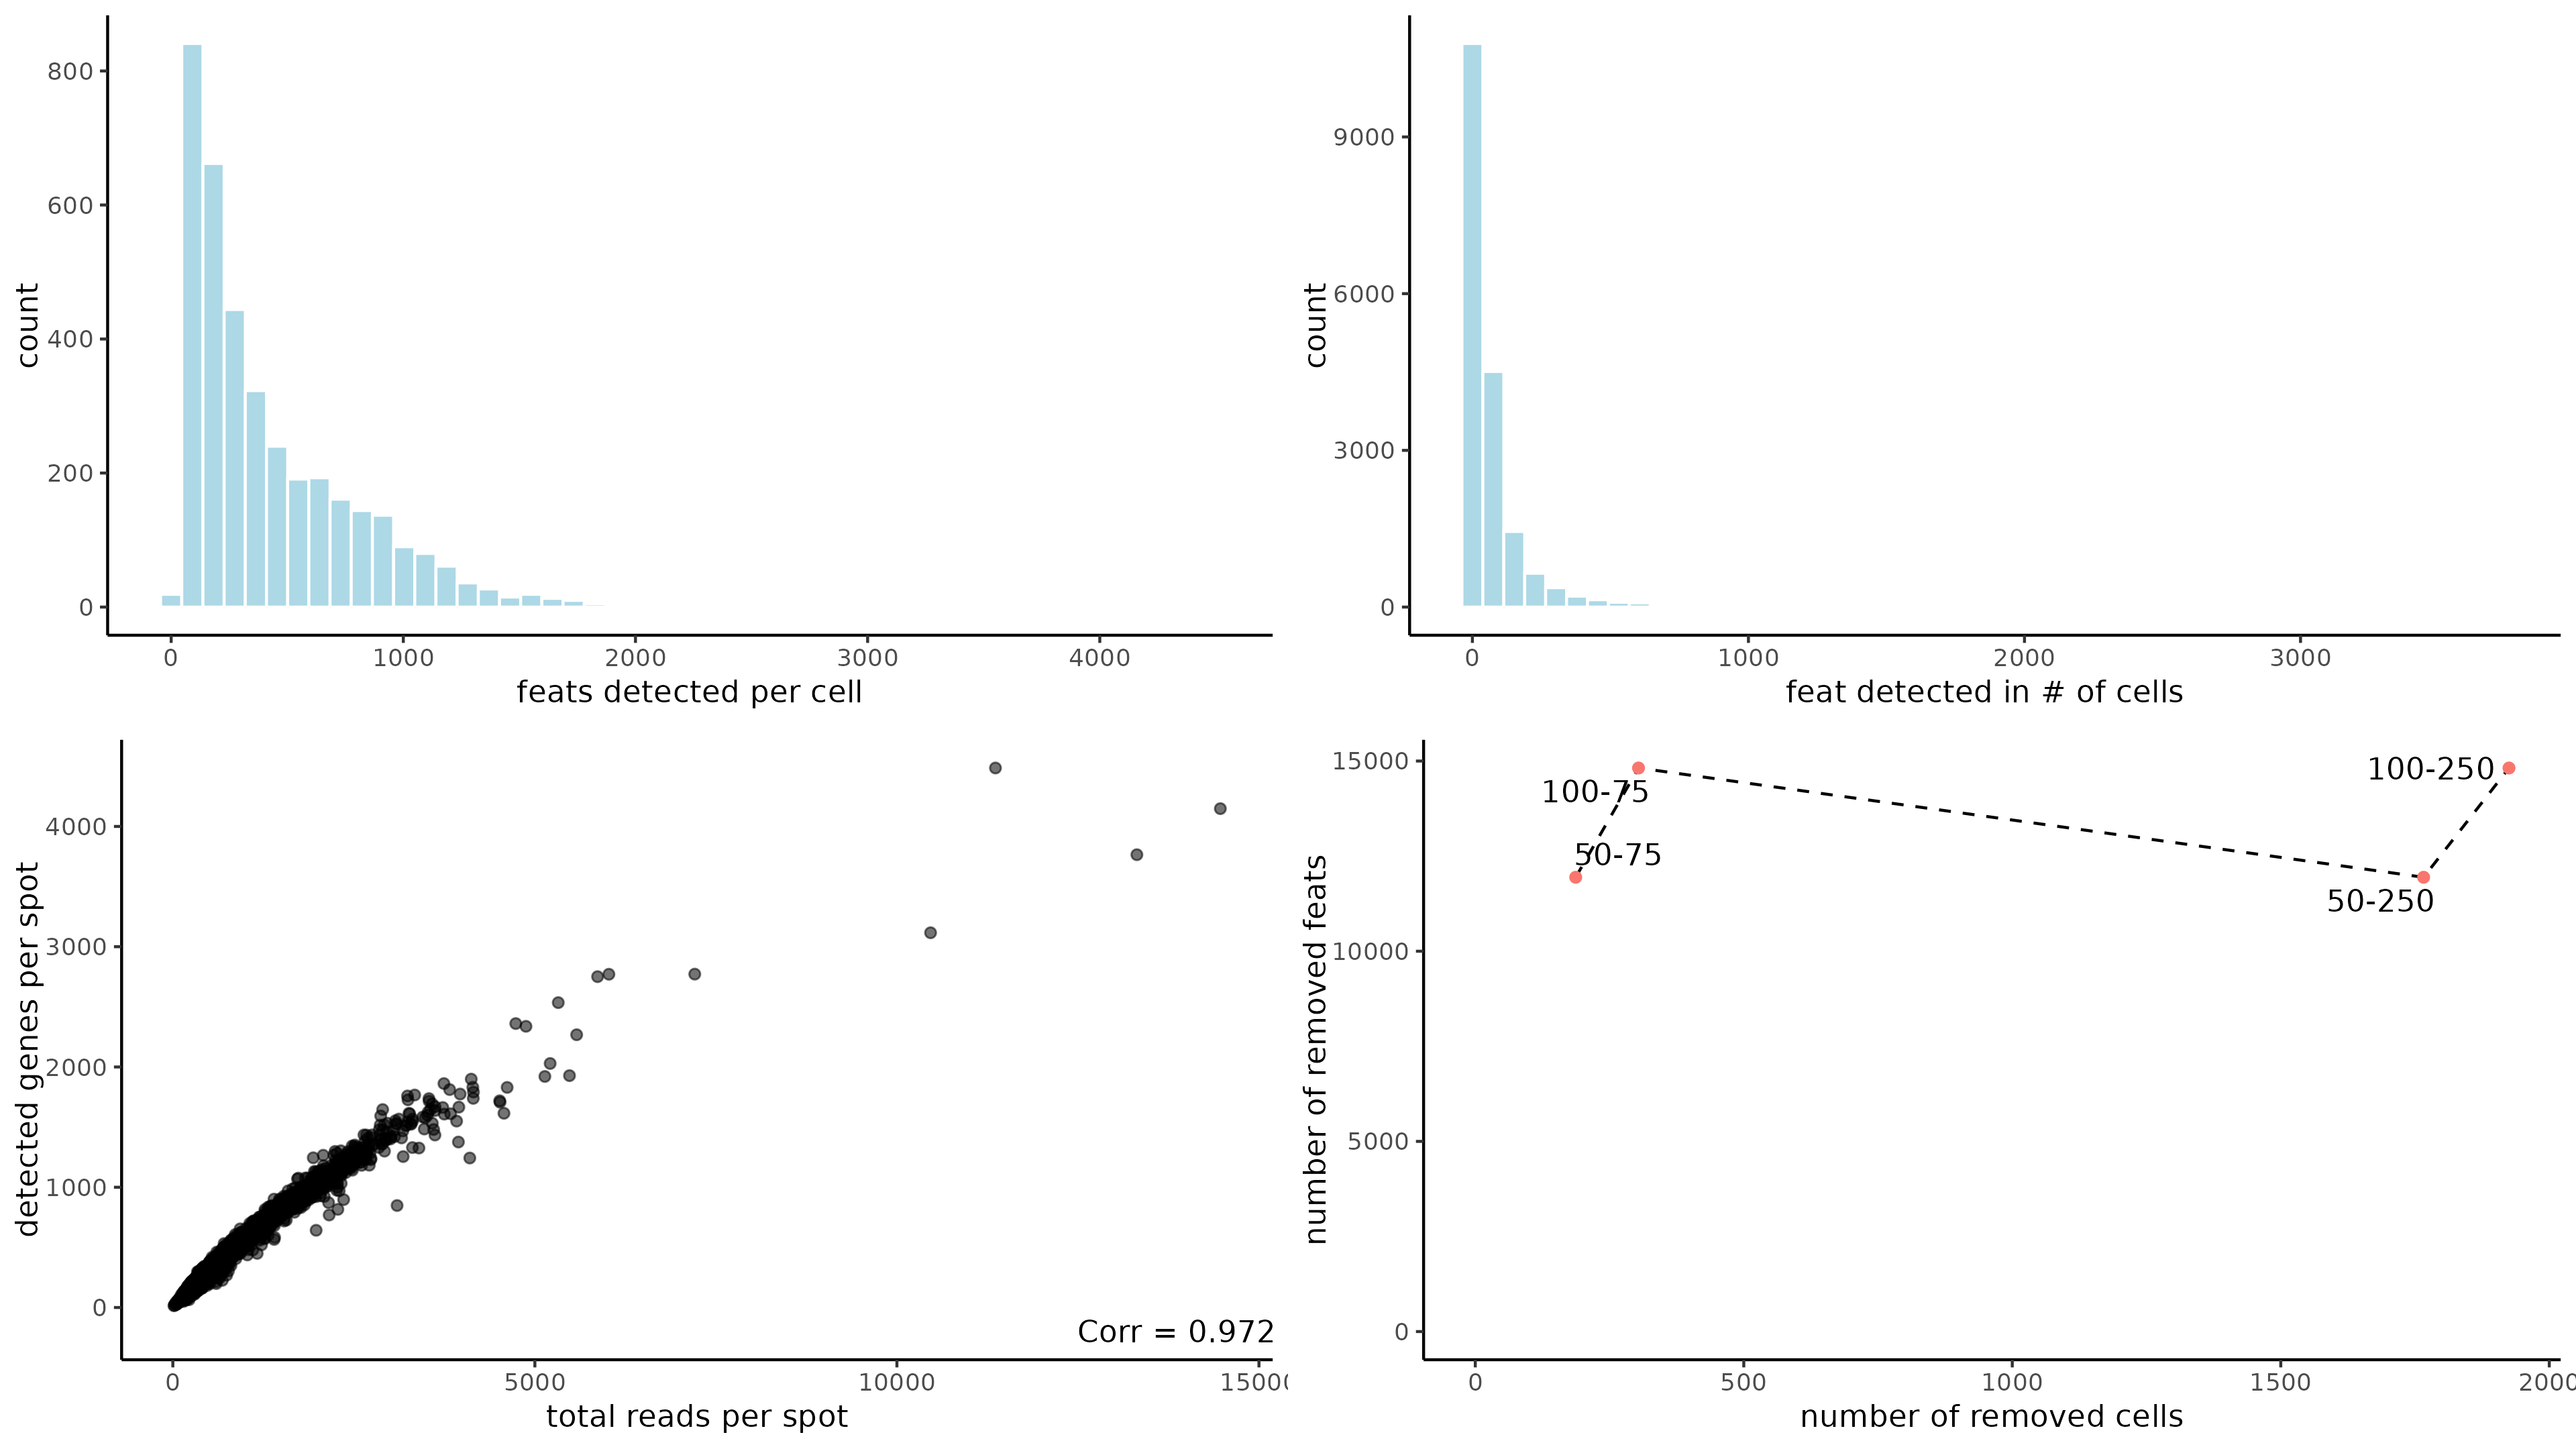 800
600
400
200
0
count
0 1000 2000 3000 4000
feats detected per cell
9000
6000
3000
0
count
0 1000 2000 3000
feat detected in # of cells
4000
3000
2000
1000
0
detected genes per spot
Corr = 0.972
0 5000 10000 15000
total reads per spot
15000
10000
5000
0
number of removed feats
100-75
100-250
50-75
50-250
0 500 1000 1500 2000
number of removed cells